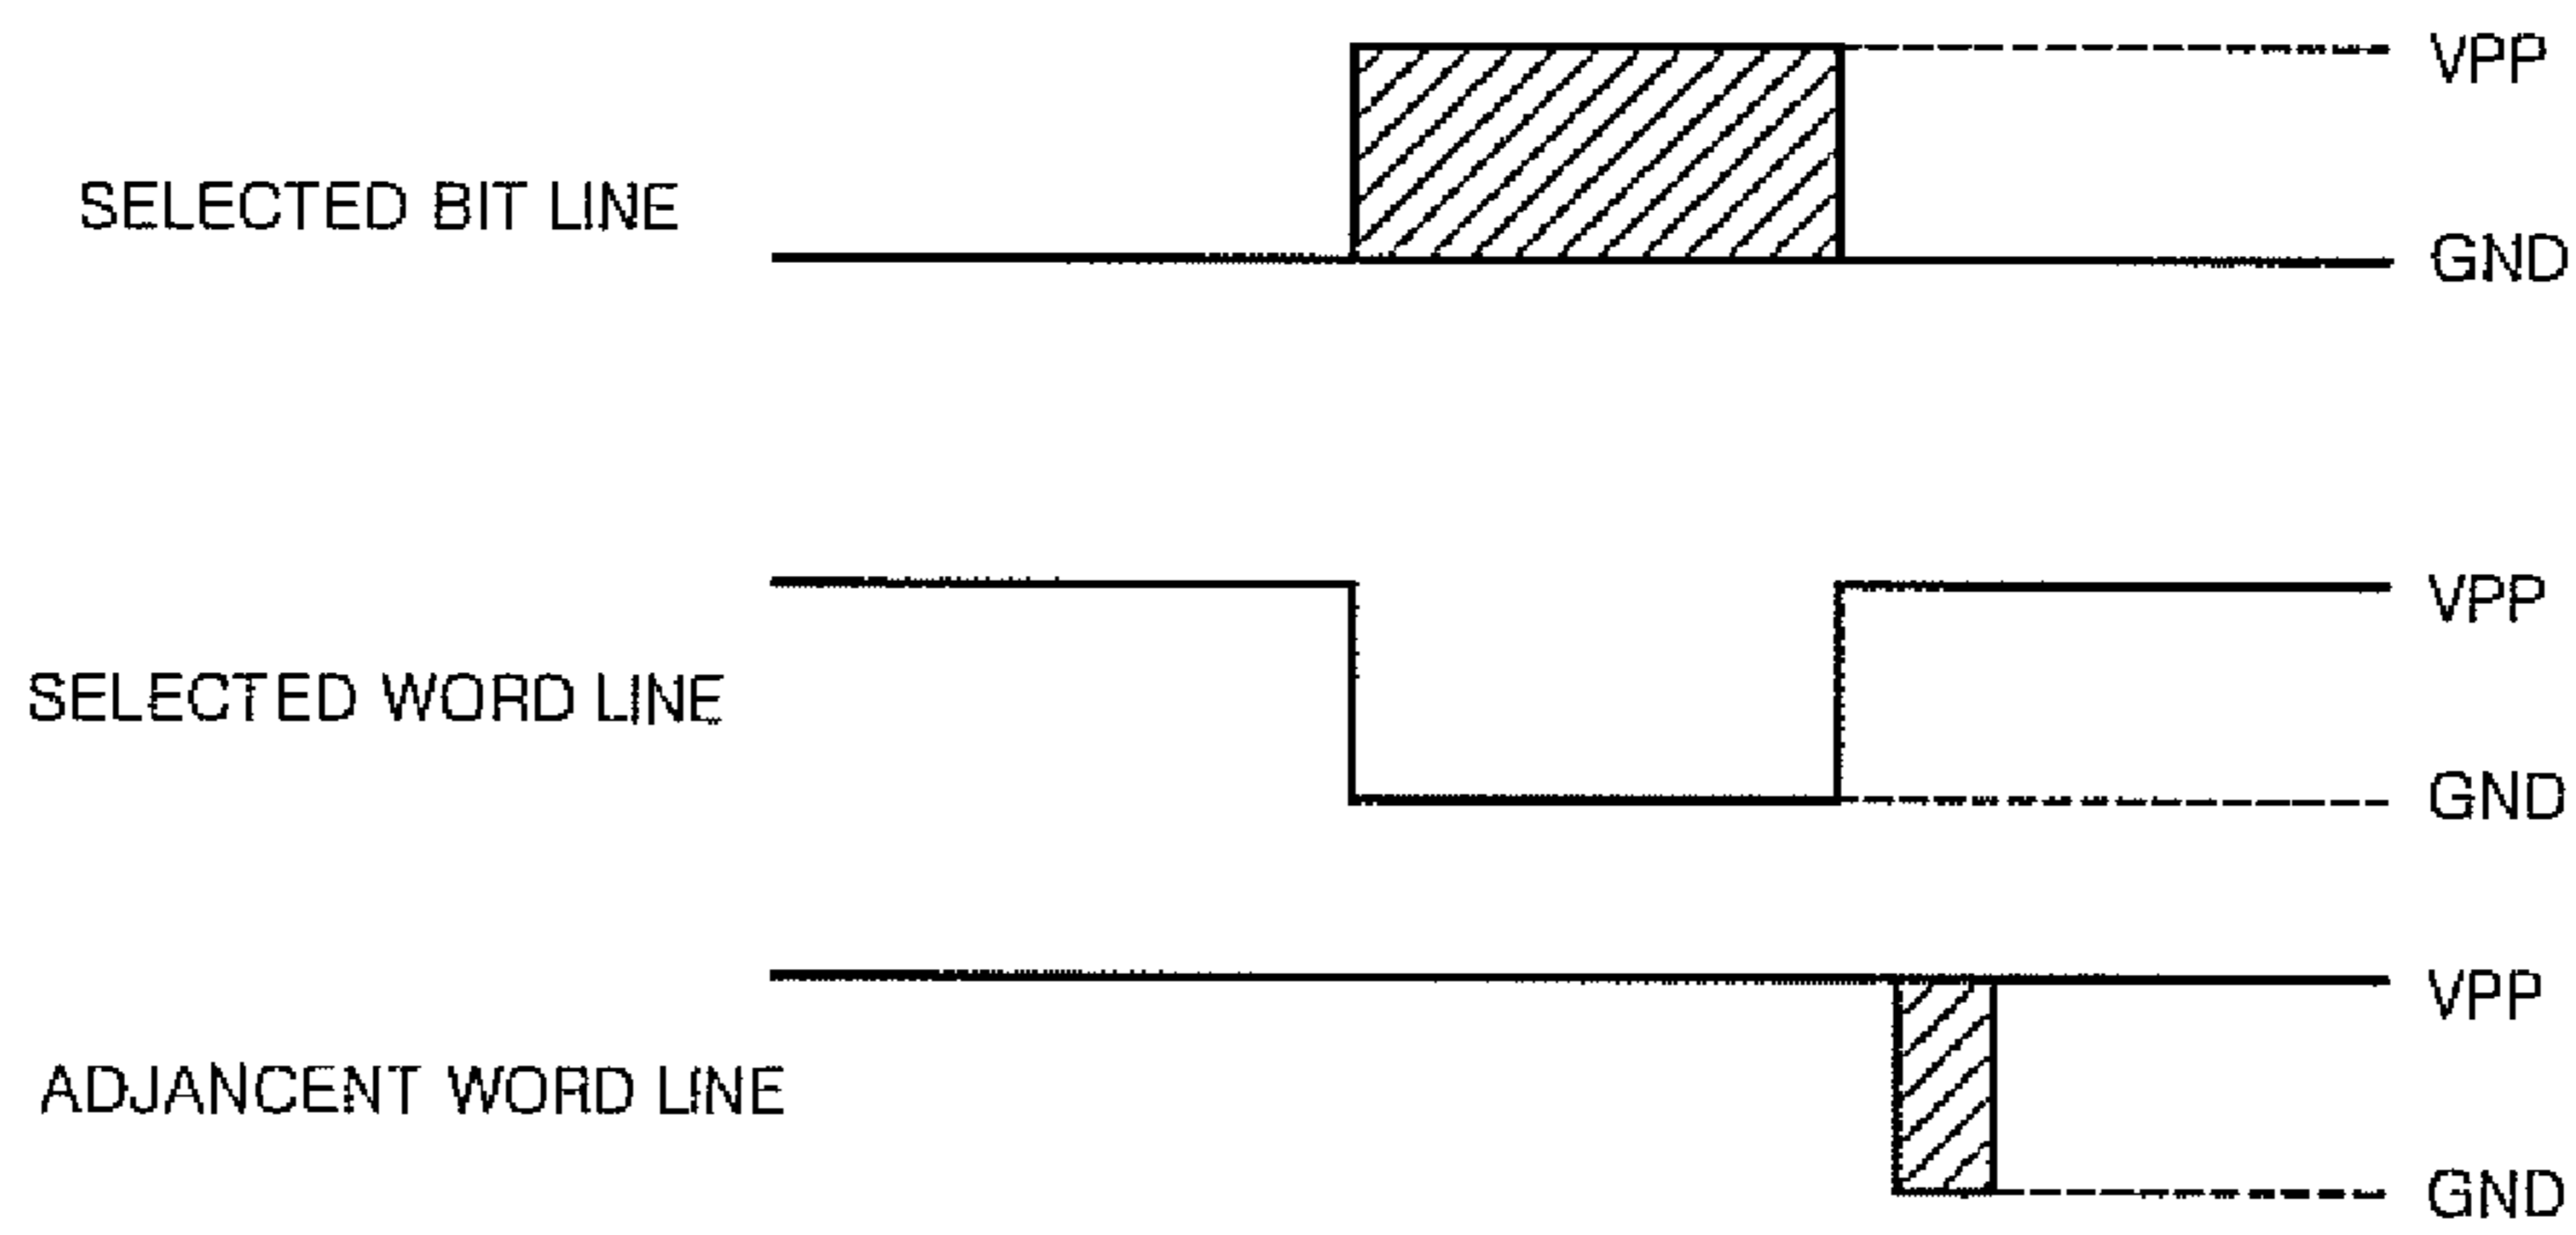 VPP
SELECTED BIT LINE
GND
VPP
SELECTED WORD LINE
GND
VPP
ADJANCENT WORD LINE
GND